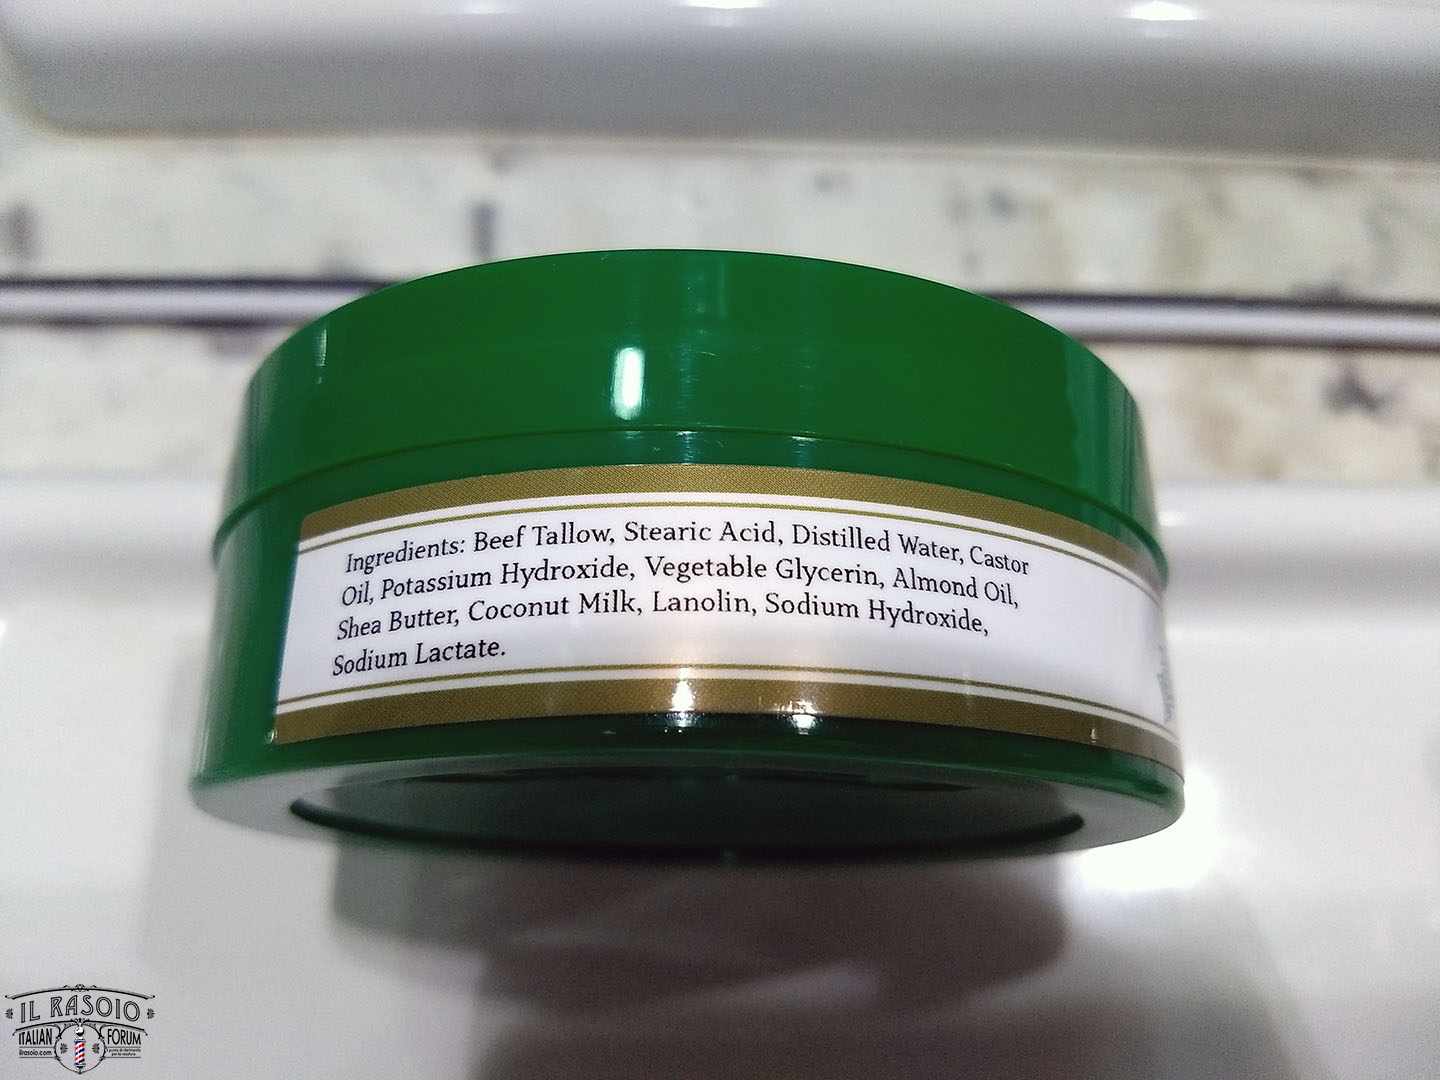 Ingredients: Beef Tallow, Stearic Acid, Distilled Water, Castor
Oil, Potassium Hydroxide, Vegetable Glycerin, Almond Oil,
Shea Butter, Coconut Milk, Lanolin, Sodium Hydroxide,
Sodium Lactate.
IL RASOIO
ITALIAN FORUM
ilrasoio.com